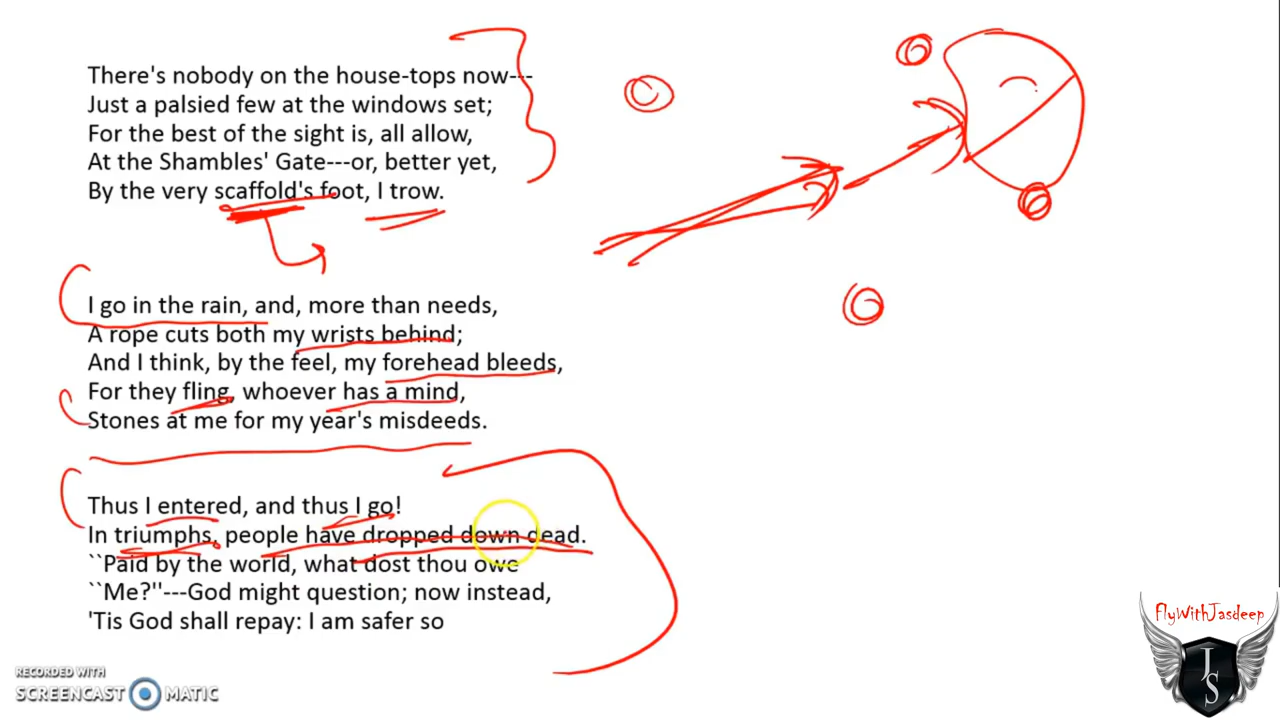 There's nobody on the house-tops now---
Just a palsied few at the windows set;
For the best of the sight is, all allow,
At the Shambles' Gate---or, better yet,
By the very scaffold's foot, I trow.
I go in the rain, and, more than needs,
A rope cuts both my wrists behind;
And I think, by the feel, my forehead bleeds,
For they fling, whoever has a mind,
Stones at me for my year's misdeeds.
Thus I entered, and thus I go!
In triumphs, people have dropped down dead.
``Paid by the world, what dost thou owe
``Me?''---God might question; now instead,
'Tis God shall repay: I am safer so
FlyWithJasdeep
JS
RECORDED WITH
SCREENCAST MATIC